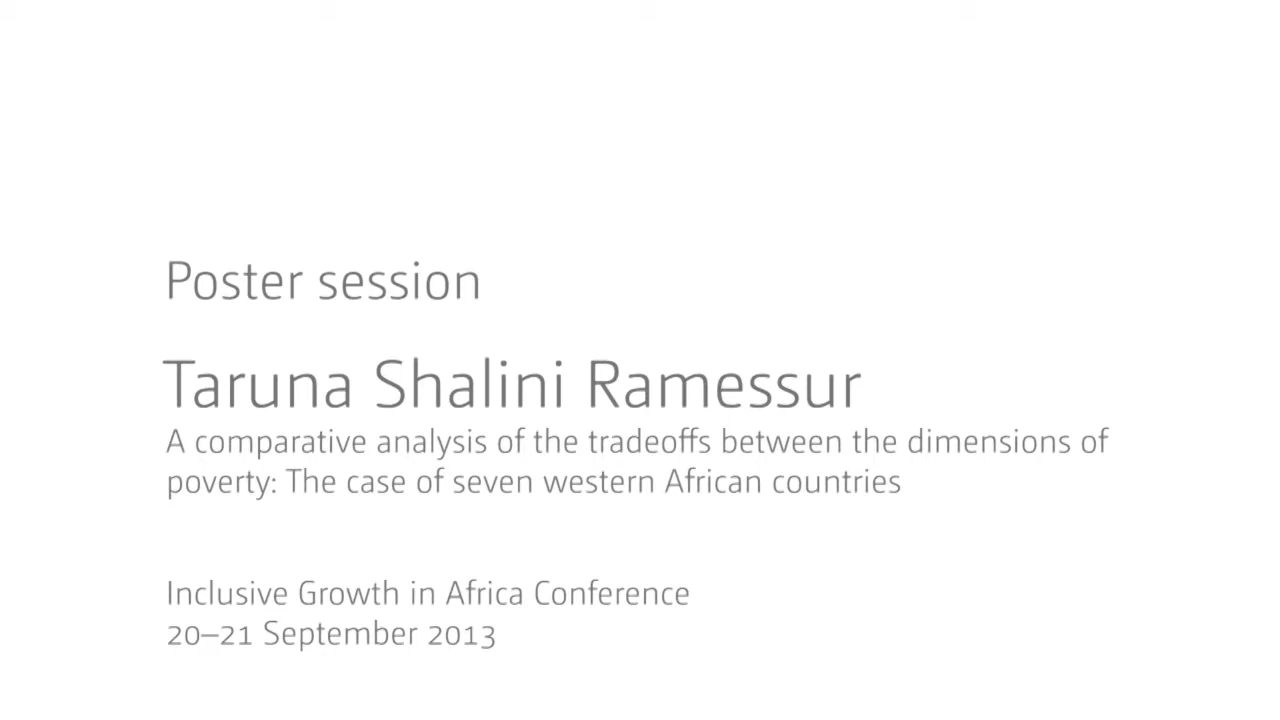 Poster session
Taruna Shalini Ramessur
A comparative analysis of the tradeoffs between the dimensions of
poverty: The case of seven western African countries
Inclusive Growth in Africa Conference
20–21 September 2013